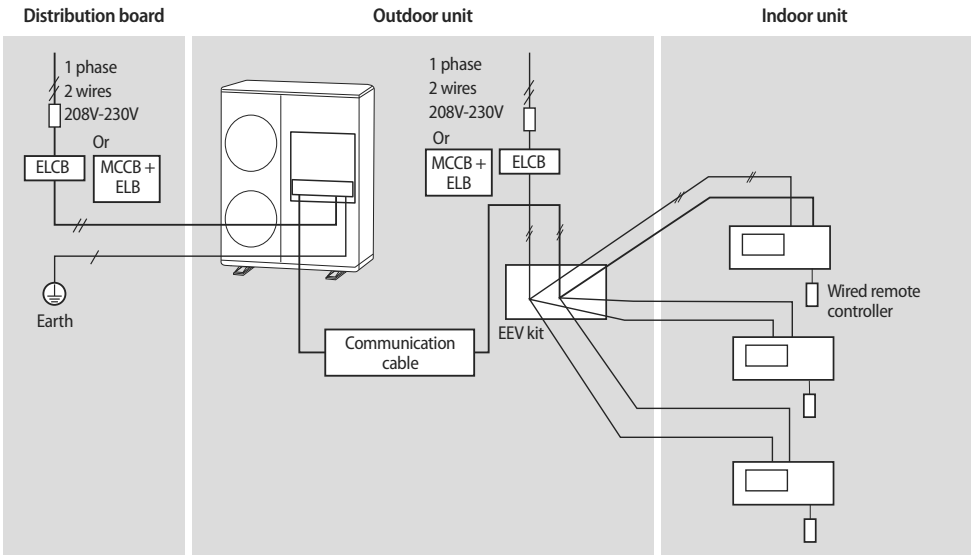 Distribution board
Outdoor unit
Indoor unit
1 phase
2 wires
208V-230V
Or
ELCB
MCCB +
ELB
Earth
1 phase
2 wires
208V-230V
Or
MCCB +
ELB
ELCB
Communication
cable
EEV kit
Wired remote
controller